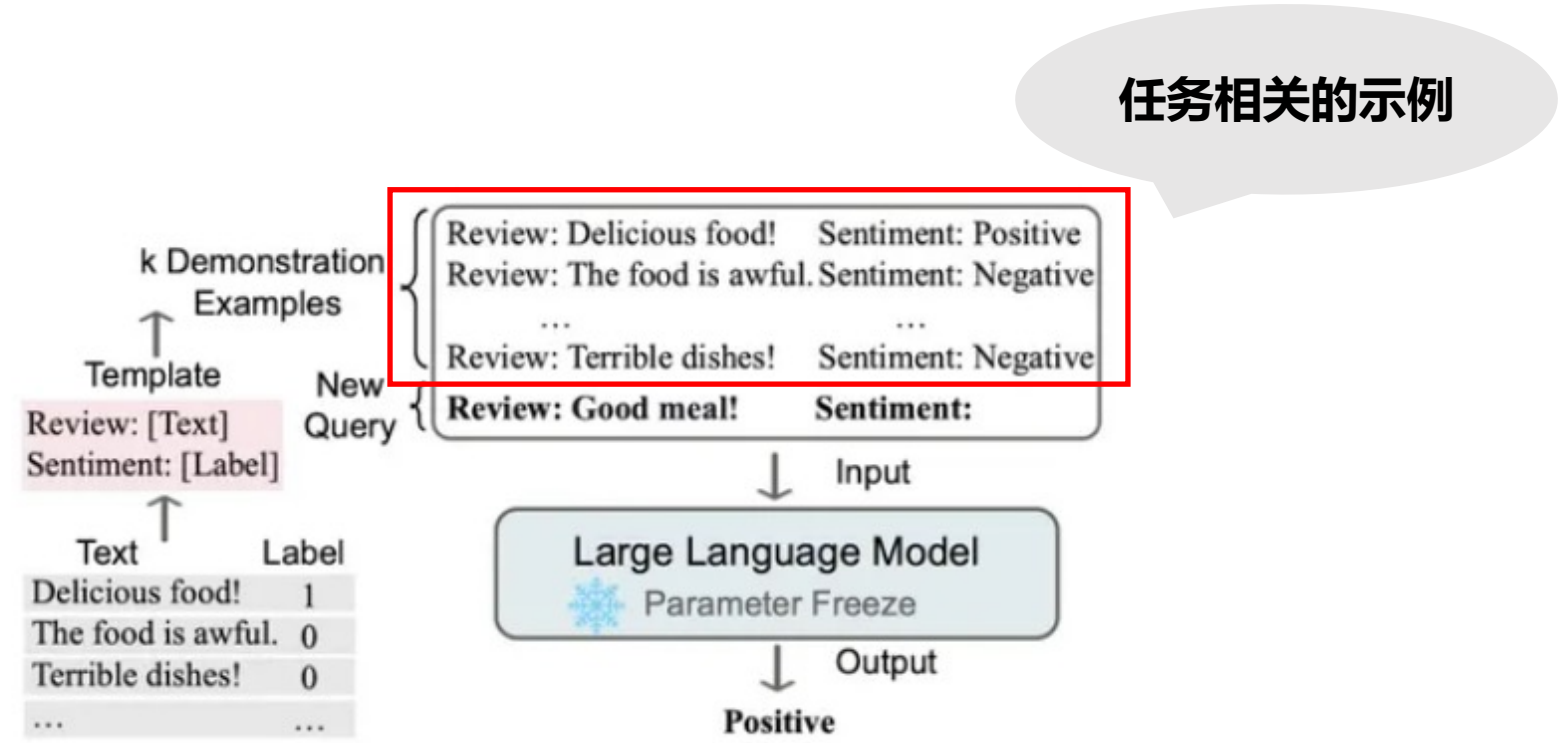 任务相关的示例
k Demonstration
Examples
Review: Delicious food! Sentiment: Positive
Review: The food is awful. Sentiment: Negative
... ...
Review: Terrible dishes! Sentiment: Negative
New
Query
Review: Good meal! Sentiment:
Template
Review: [Text]
Sentiment: [Label]
Text Label
Delicious food! 1
The food is awful. 0
Terrible dishes! 0
... ...
Input
Large Language Model
Parameter Freeze
Output
Positive